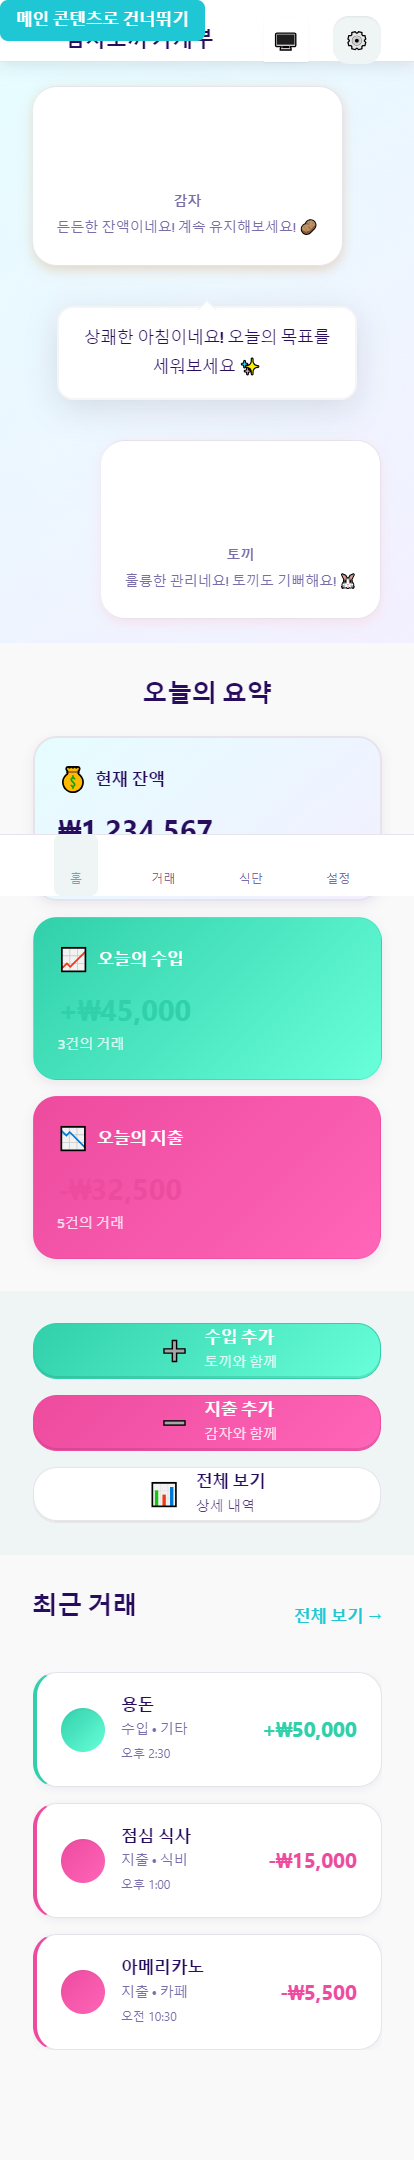 메인 콘텐츠로 건너뛰기
감자
든든한 잔액이네요! 계속 유지해보세요! 🥔
상쾌한 아침이네요! 오늘의 목표를
세워보세요 ✨
토끼
훌륭한 관리네요! 토끼도 기뻐해요! 🐰
오늘의 요약
💰 현재 잔액
₩1,234,567
홈
거래
식단
설정
📈 오늘의 수입
+₩45,000
3건의 거래
📉 오늘의 지출
-₩32,500
5건의 거래
수입 추가
토끼와 함께
지출 추가
감자와 함께
전체 보기
상세 내역
최근 거래
전체 보기 →
용돈
수입 • 기타
오후 2:30
+₩50,000
점심 식사
지출 • 식비
오후 1:00
-₩15,000
아메리카노
지출 • 카페
오전 10:30
-₩5,500